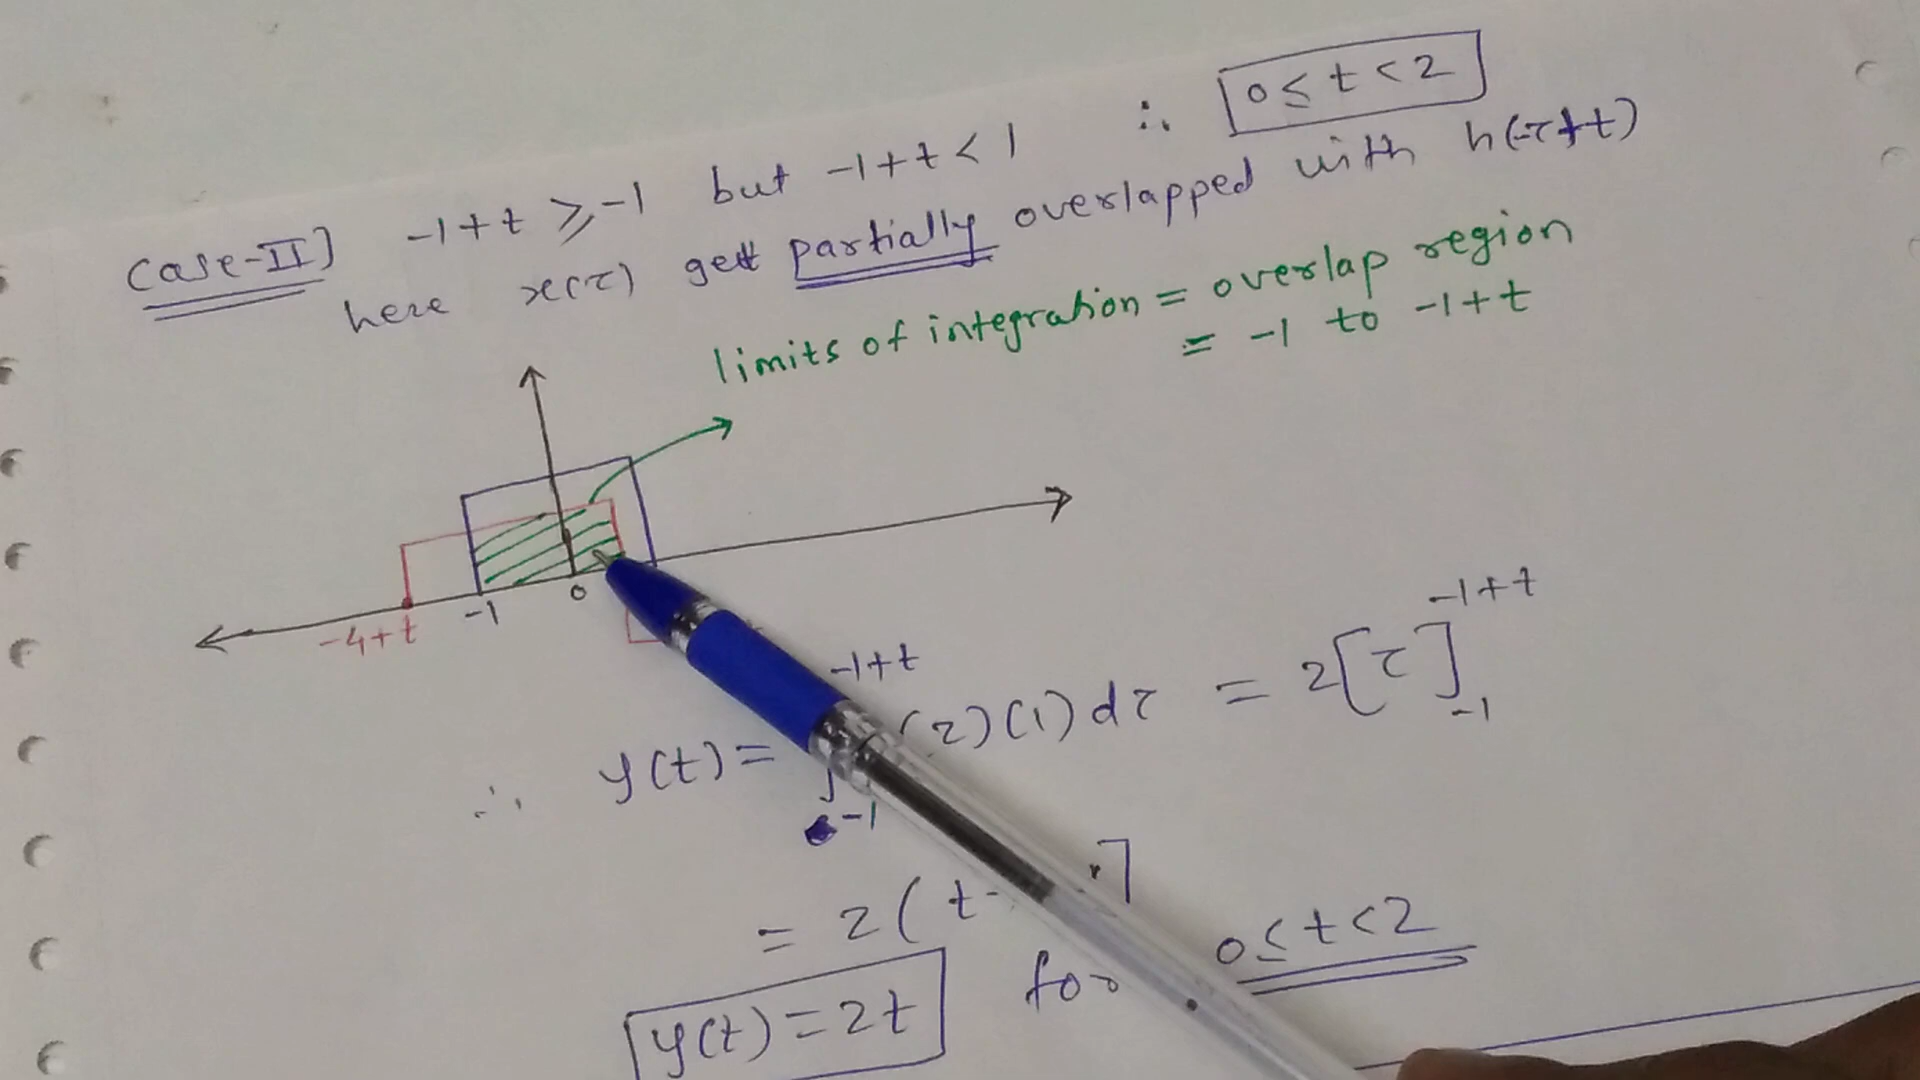 Case-II] -1+t ≥ -1 but -1+t < 1 ∴ 0 ≤ t < 2
here x(τ) get partially overlapped with h(-τ+t)
limits of integration = overlap region
= -1 to -1+t
-4+t -1 0
∴ y(t) = ∫ -1 -1+t (2)(1) dτ = 2[τ] -1 -1+t
= 2(t-
y(t) = 2t for 0 ≤ t < 2